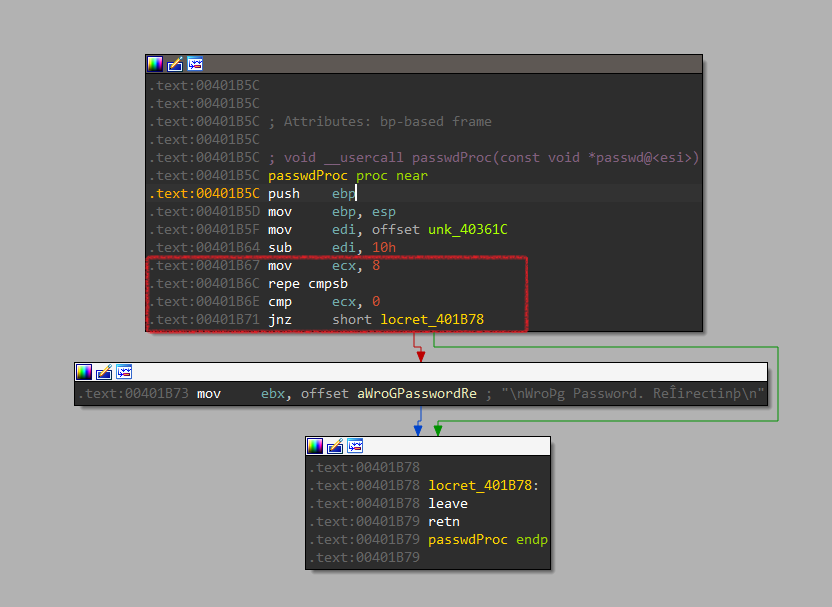 .text:00401B5C
.text:00401B5C
.text:00401B5C ; Attributes: bp-based frame
.text:00401B5C
.text:00401B5C ; void __usercall passwdProc(const void *passwd@<esi>)
.text:00401B5C passwdProc proc near
.text:00401B5C push    ebp
.text:00401B5D mov     ebp, esp
.text:00401B5F mov     edi, offset unk_40361C
.text:00401B64 sub     edi, 10h
.text:00401B67 mov     ecx, 8
.text:00401B6C repe cmpsb
.text:00401B6E cmp     ecx, 0
.text:00401B71 jnz     short locret_401B78
.text:00401B73 mov     ebx, offset aWroGPasswordRe ; "\nWroÞg Password. ReÎirectinþ\n"
.text:00401B78
.text:00401B78 locret_401B78:
.text:00401B78 leave
.text:00401B79 retn
.text:00401B79 passwdProc endp
.text:00401B79